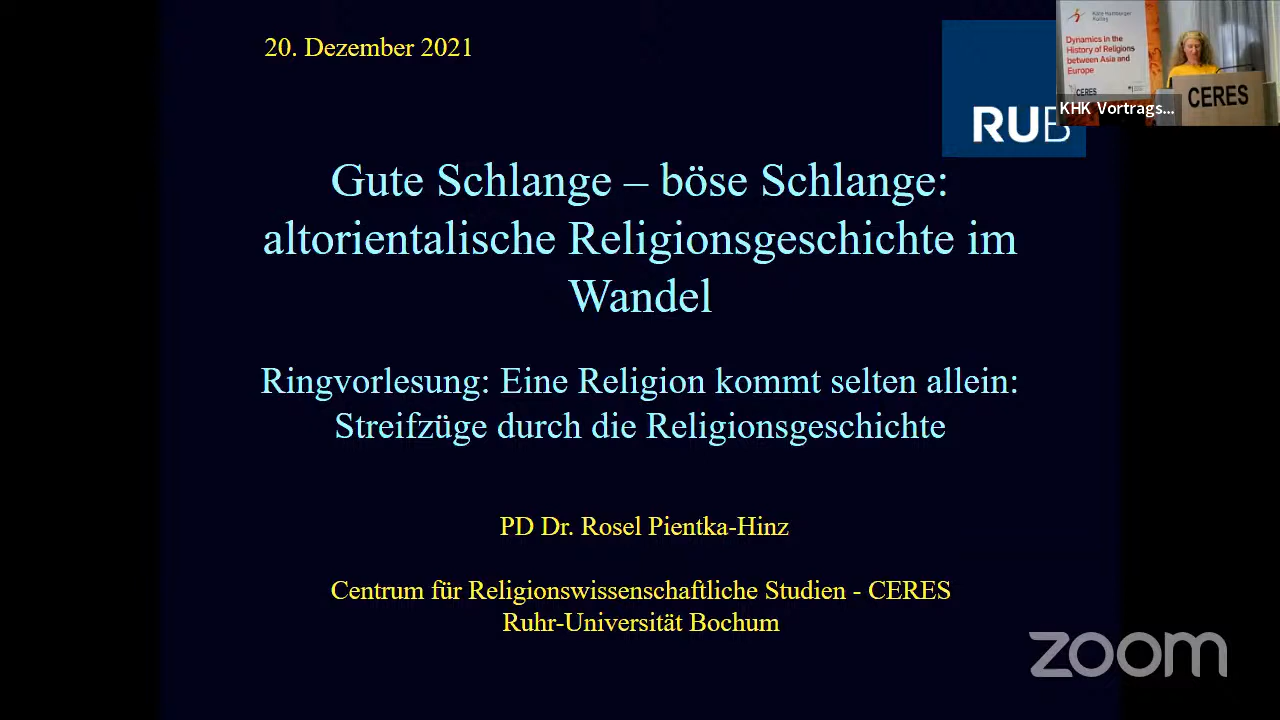 20. Dezember 2021
RUB
Gute Schlange – böse Schlange:
altorientalische Religionsgeschichte im
Wandel
Ringvorlesung: Eine Religion kommt selten allein:
Streifzüge durch die Religionsgeschichte
PD Dr. Rosel Pientka-Hinz
Centrum für Religionswissenschaftliche Studien - CERES
Ruhr-Universität Bochum
Dynamics in the
History of Religions
between Asia and
Europe
CERES
CERES
KHK Vortrags...
zoom